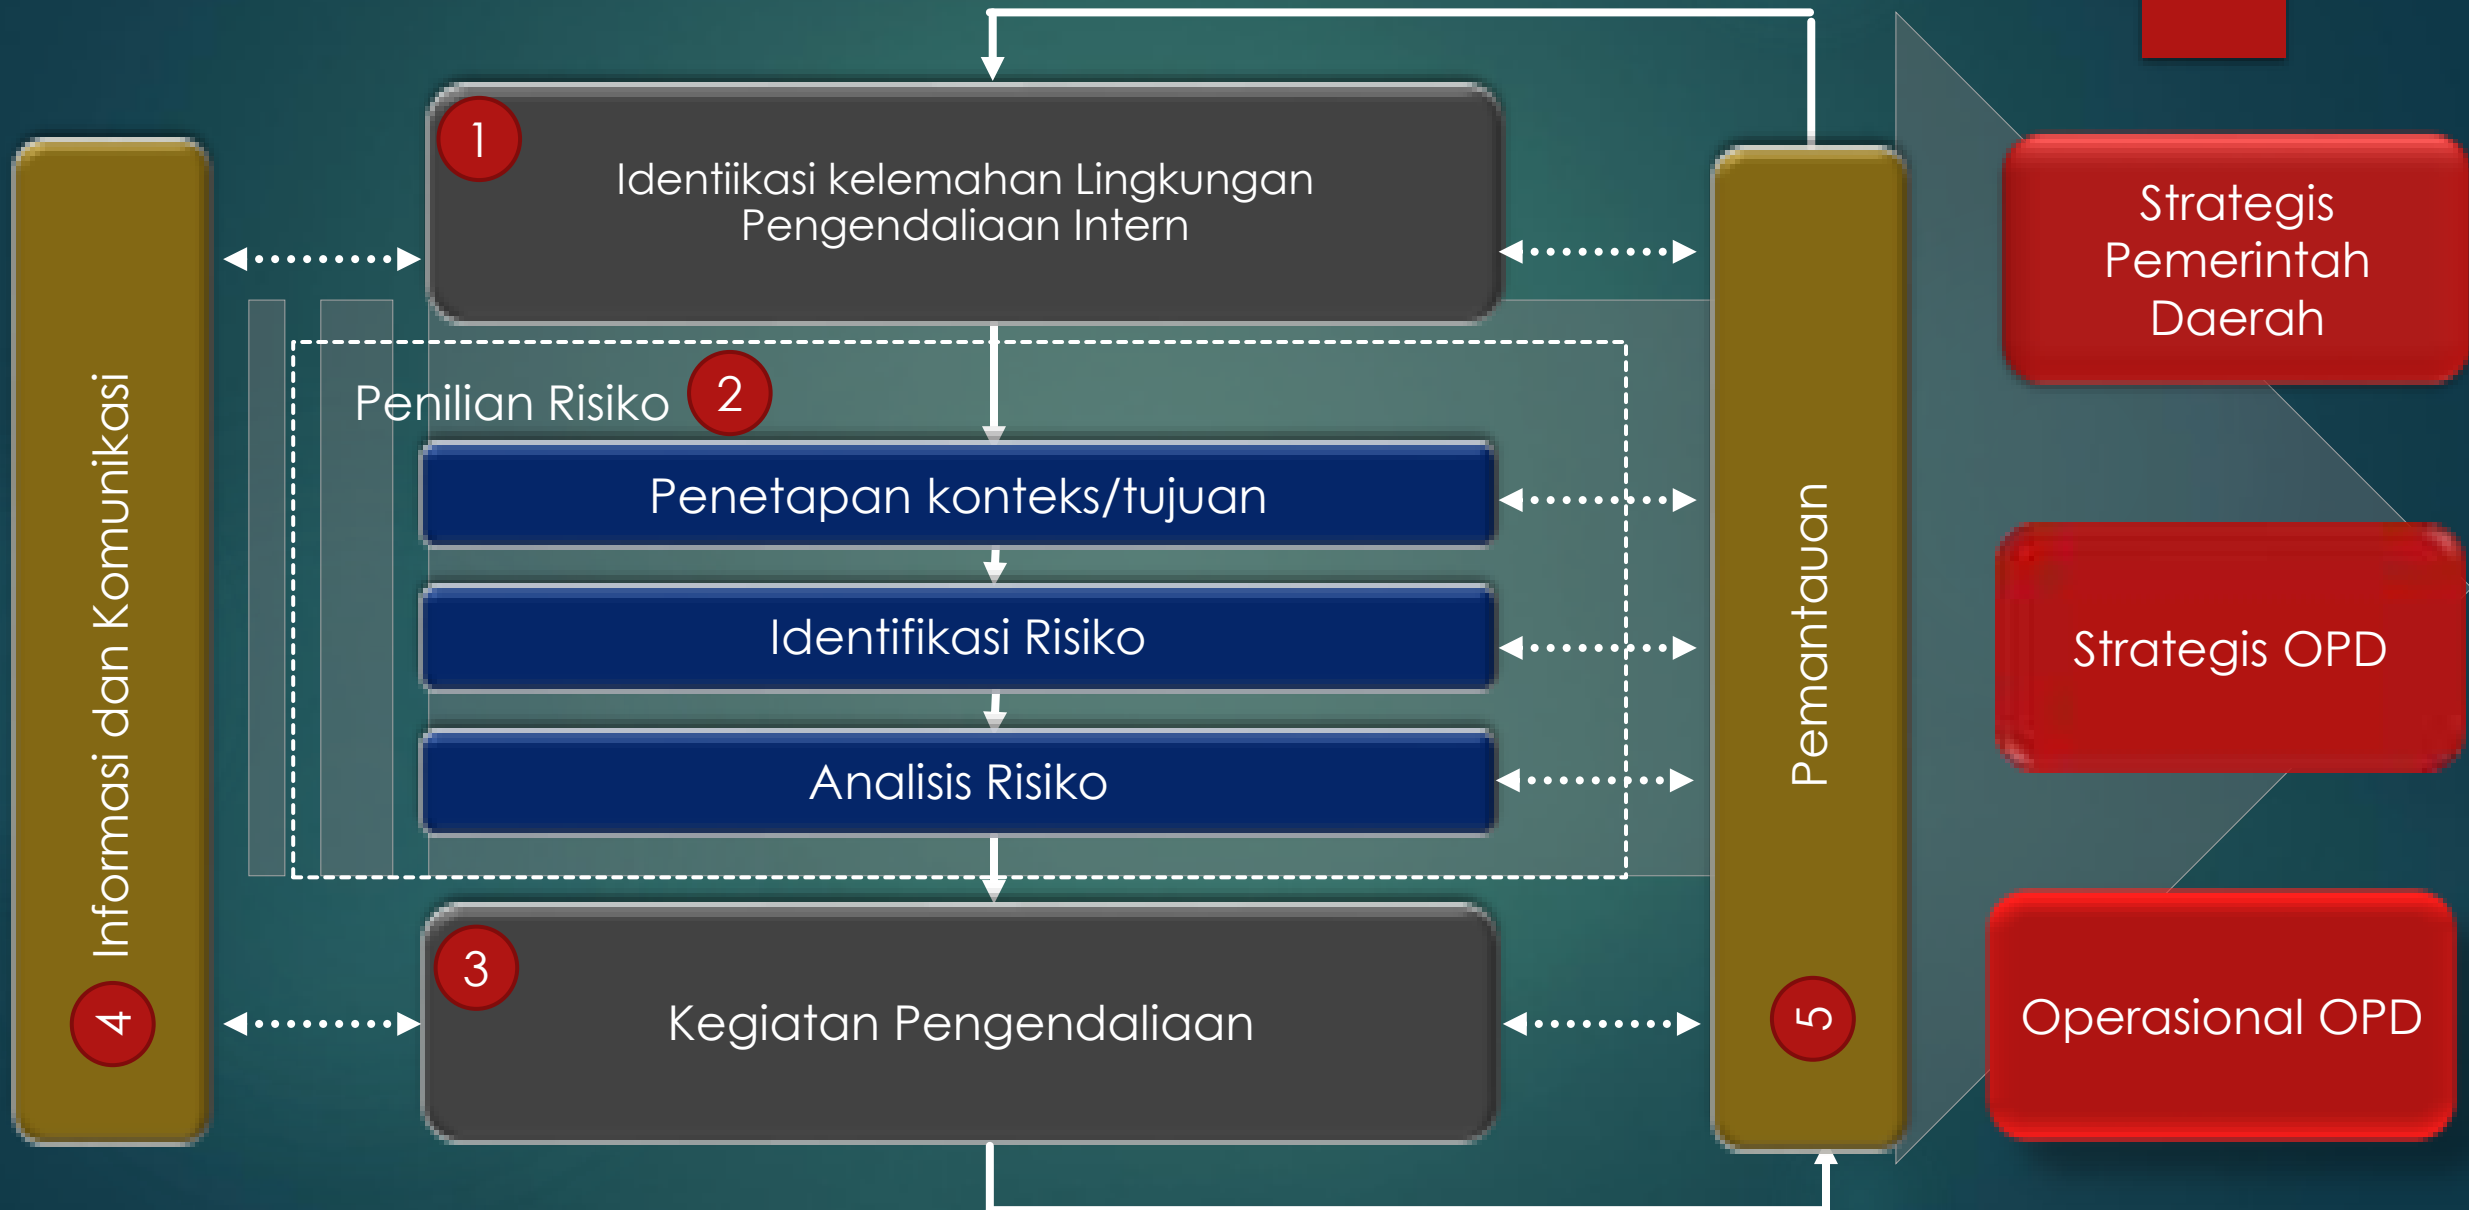 1
Identiikasi kelemahan Lingkungan
Pengendaliaan Intern
Penilian Risiko
2
Penetapan konteks/tujuan
Identifikasi Risiko
Analisis Risiko
3
Kegiatan Pengendaliaan
4
Informasi dan Komunikasi
5
Pemantauan
Strategis
Pemerintah
Daerah
Strategis OPD
Operasional OPD